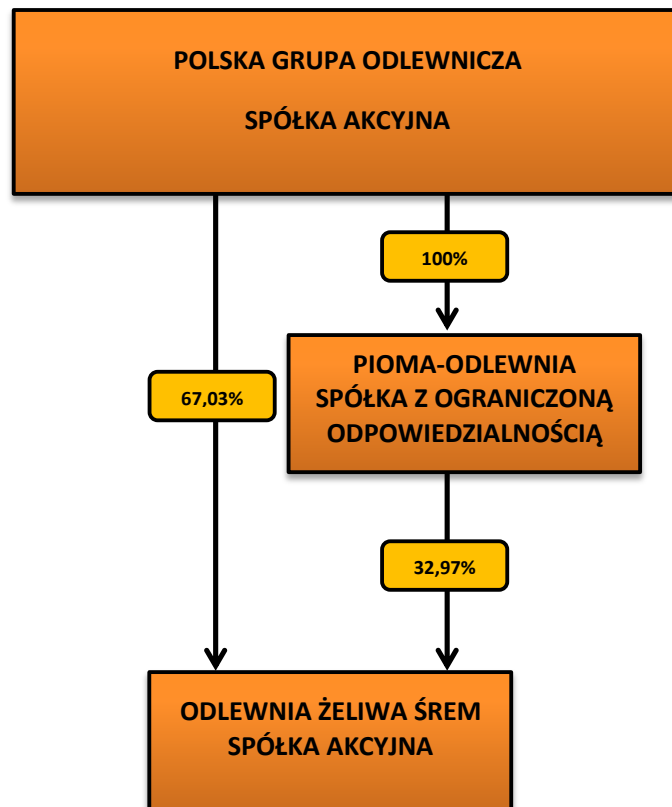 POLSKA GRUPA ODLEWNICZA
SPÓŁKA AKCYJNA
100%
PIOMA-ODLEWNIA
SPÓŁKA Z OGRANICZONĄ
ODPOWIEDZIALNOŚCIĄ
67,03%
32,97%
ODLEWNIA ŻELIWA ŚREM
SPÓŁKA AKCYJNA